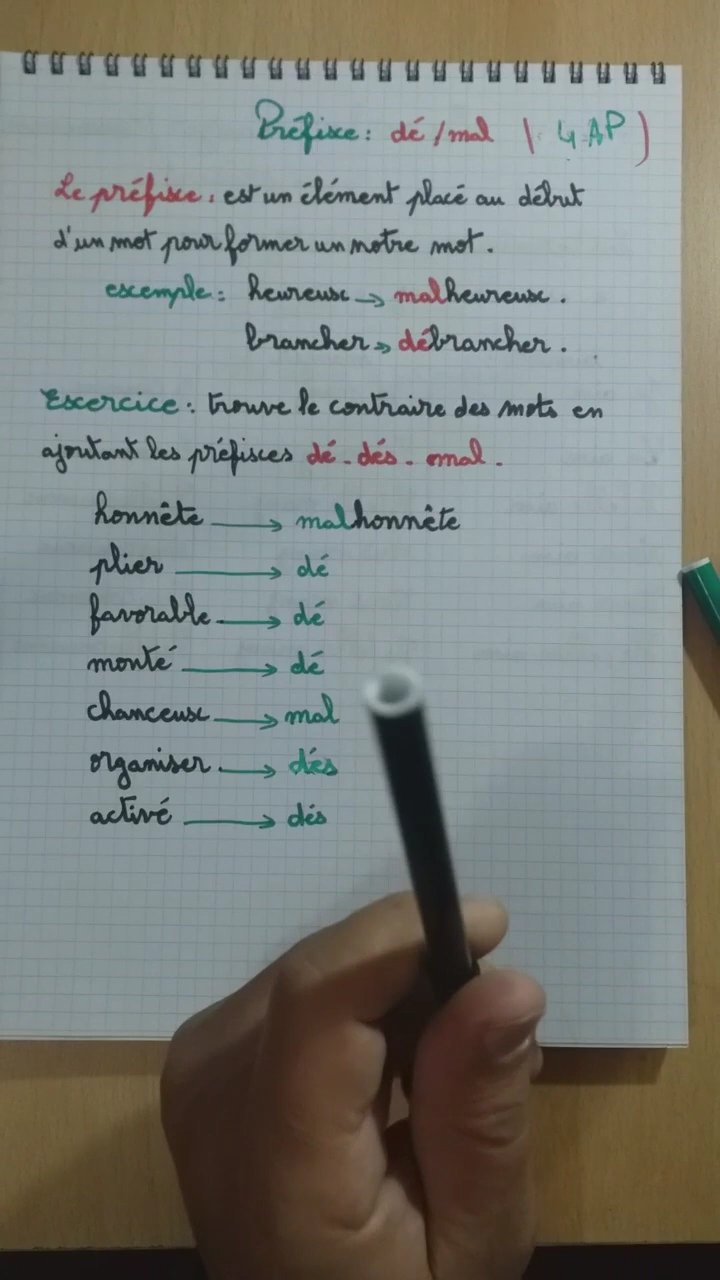 Préfixe : dé/mal ( 4 AP )
Le préfixe : est un élément placé au début
d'un mot pour former un notre mot.
exemple : heureux → malheureux.
brancher → débrancher.
Exercice : trouve le contraire des mots en
ajoutant les préfixes dé - dés - mal.
honnête → malhonnête
plier → dé
favorable → dé
monté → dé
chanceux → mal
organiser → dés
activé → dés